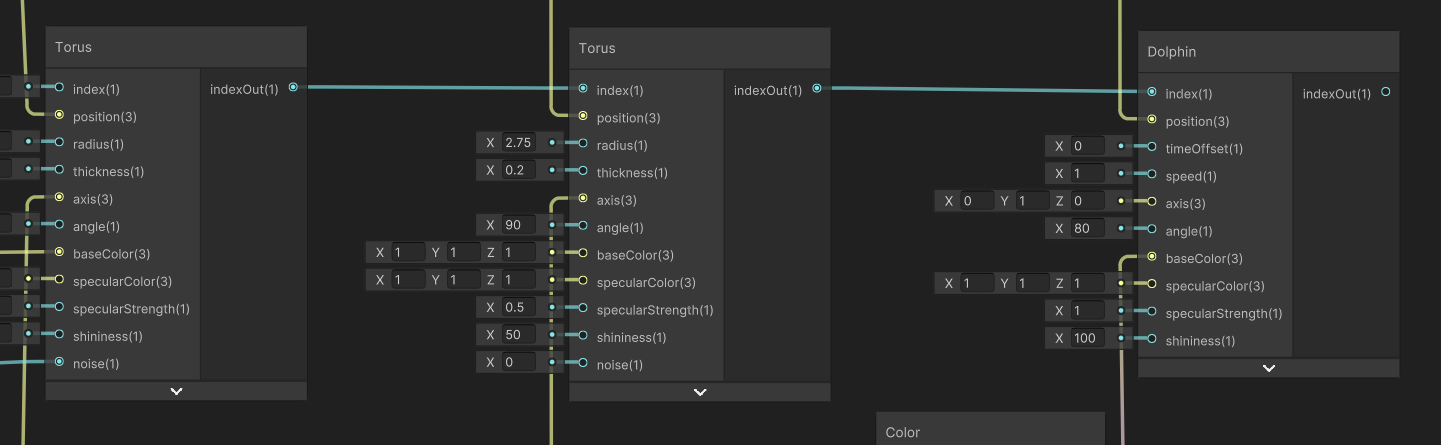 Torus
index(1)
indexOut(1)
position(3)
radius(1)
thickness(1)
axis(3)
angle(1)
baseColor(3)
specularColor(3)
specularStrength(1)
shininess(1)
noise(1)
Torus
index(1)
indexOut(1)
position(3)
X 2.75 radius(1)
X 0.2 thickness(1)
axis(3)
X 90 angle(1)
X 1 Y 1 Z 1 baseColor(3)
X 1 Y 1 Z 1 specularColor(3)
X 0.5 specularStrength(1)
X 50 shininess(1)
X 0 noise(1)
Dolphin
index(1)
indexOut(1)
position(3)
X 0 timeOffset(1)
X 1 speed(1)
X 0 Y 1 Z 0 axis(3)
X 80 angle(1)
baseColor(3)
X 1 Y 1 Z 1 specularColor(3)
X 1 specularStrength(1)
X 100 shininess(1)
Color